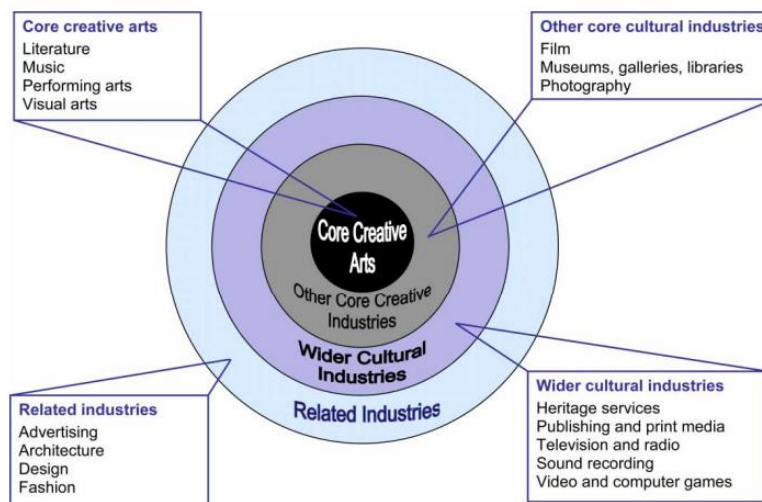 Core creative arts
Literature
Music
Performing arts
Visual arts
Other core cultural industries
Film
Museums, galleries, libraries
Photography
Core Creative
Arts
Other Core Creative
Industries
Wider Cultural
Industries
Related Industries
Related industries
Advertising
Architecture
Design
Fashion
Wider cultural industries
Heritage services
Publishing and print media
Television and radio
Sound recording
Video and computer games